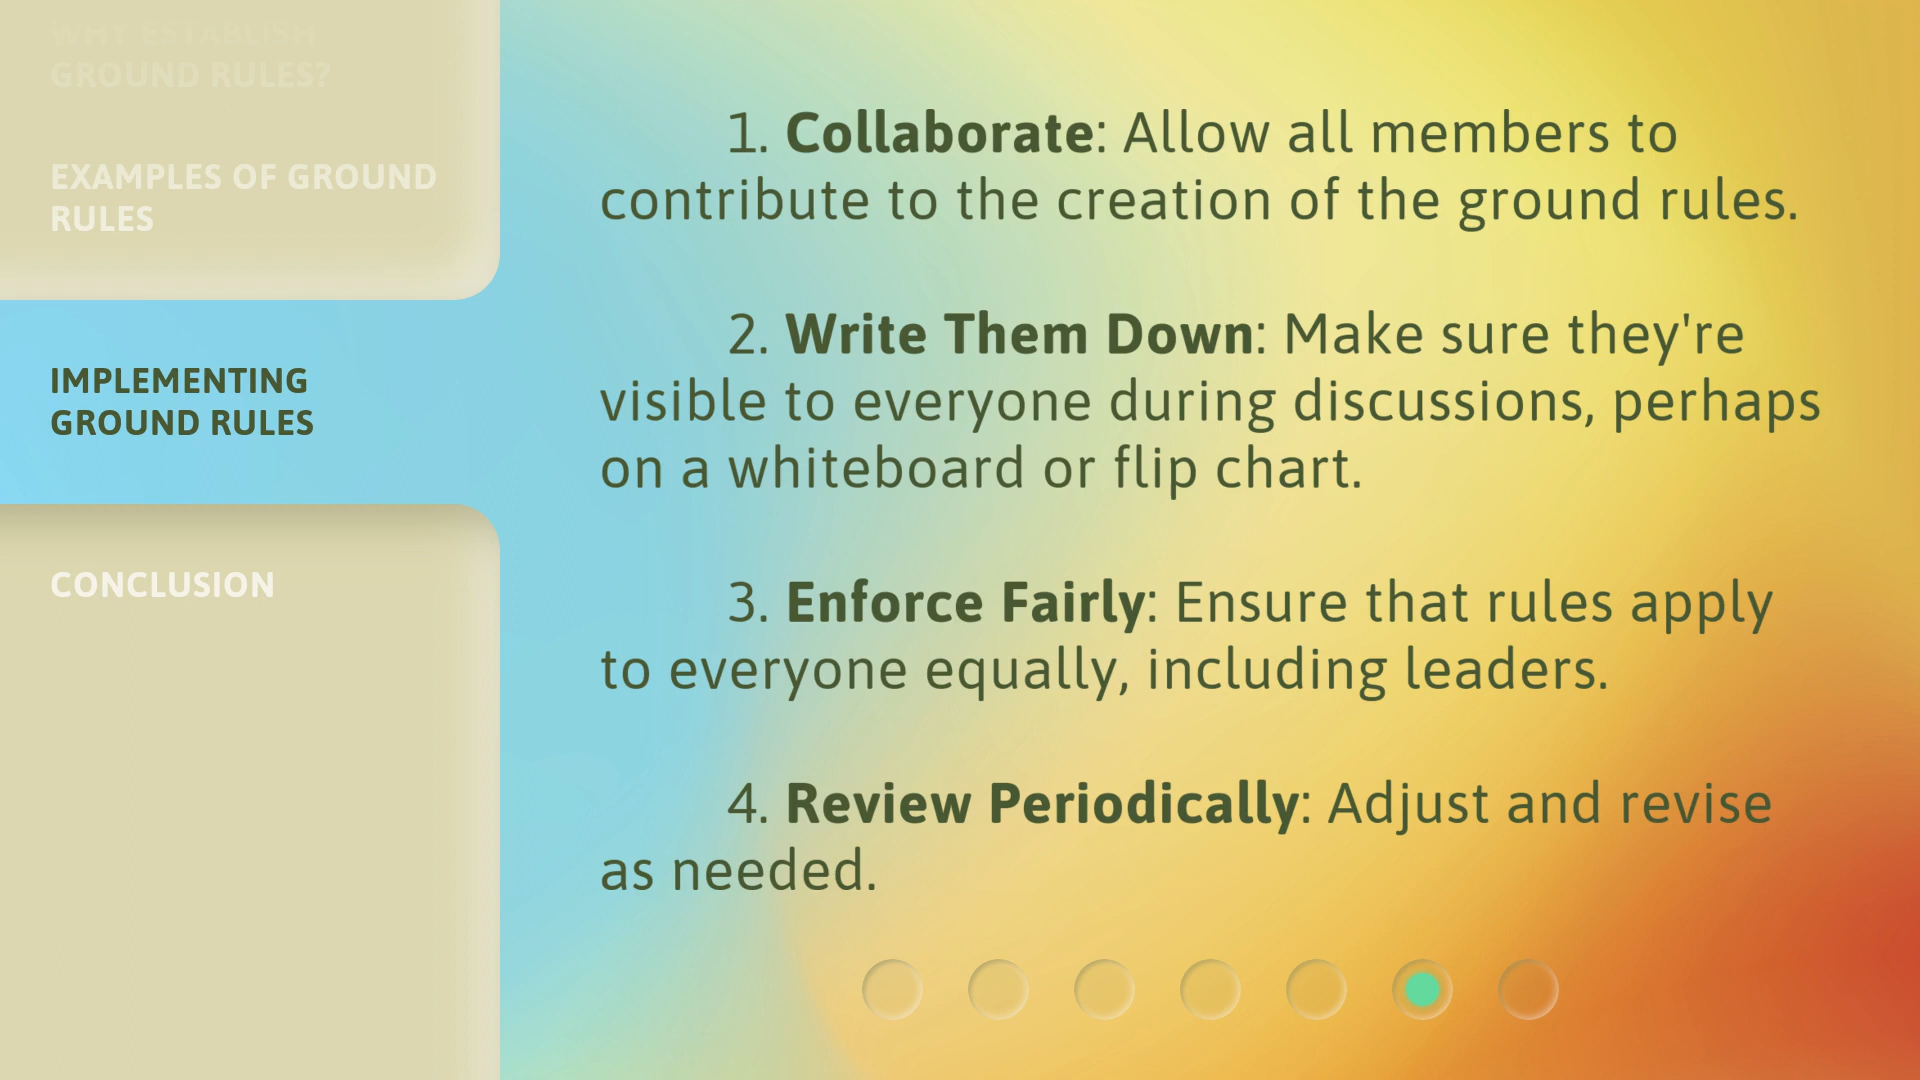 WHY ESTABLISH
GROUND RULES?
EXAMPLES OF GROUND
RULES
IMPLEMENTING
GROUND RULES
CONCLUSION
1. Collaborate: Allow all members to
contribute to the creation of the ground rules.
2. Write Them Down: Make sure they're
visible to everyone during discussions, perhaps
on a whiteboard or flip chart.
3. Enforce Fairly: Ensure that rules apply
to everyone equally, including leaders.
4. Review Periodically: Adjust and revise
as needed.